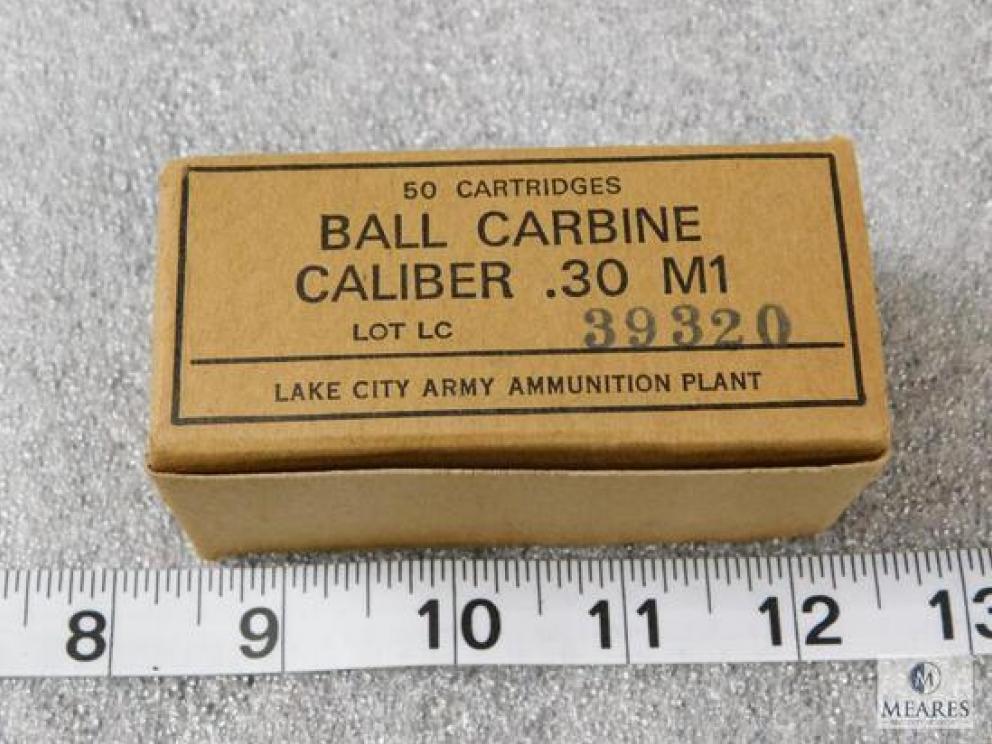 50 CARTRIDGES
BALL CARBINE
CALIBER .30 M1
LOT LC 39320
LAKE CITY ARMY AMMUNITION PLANT
8 9 10 11 12 13
M
MEARES